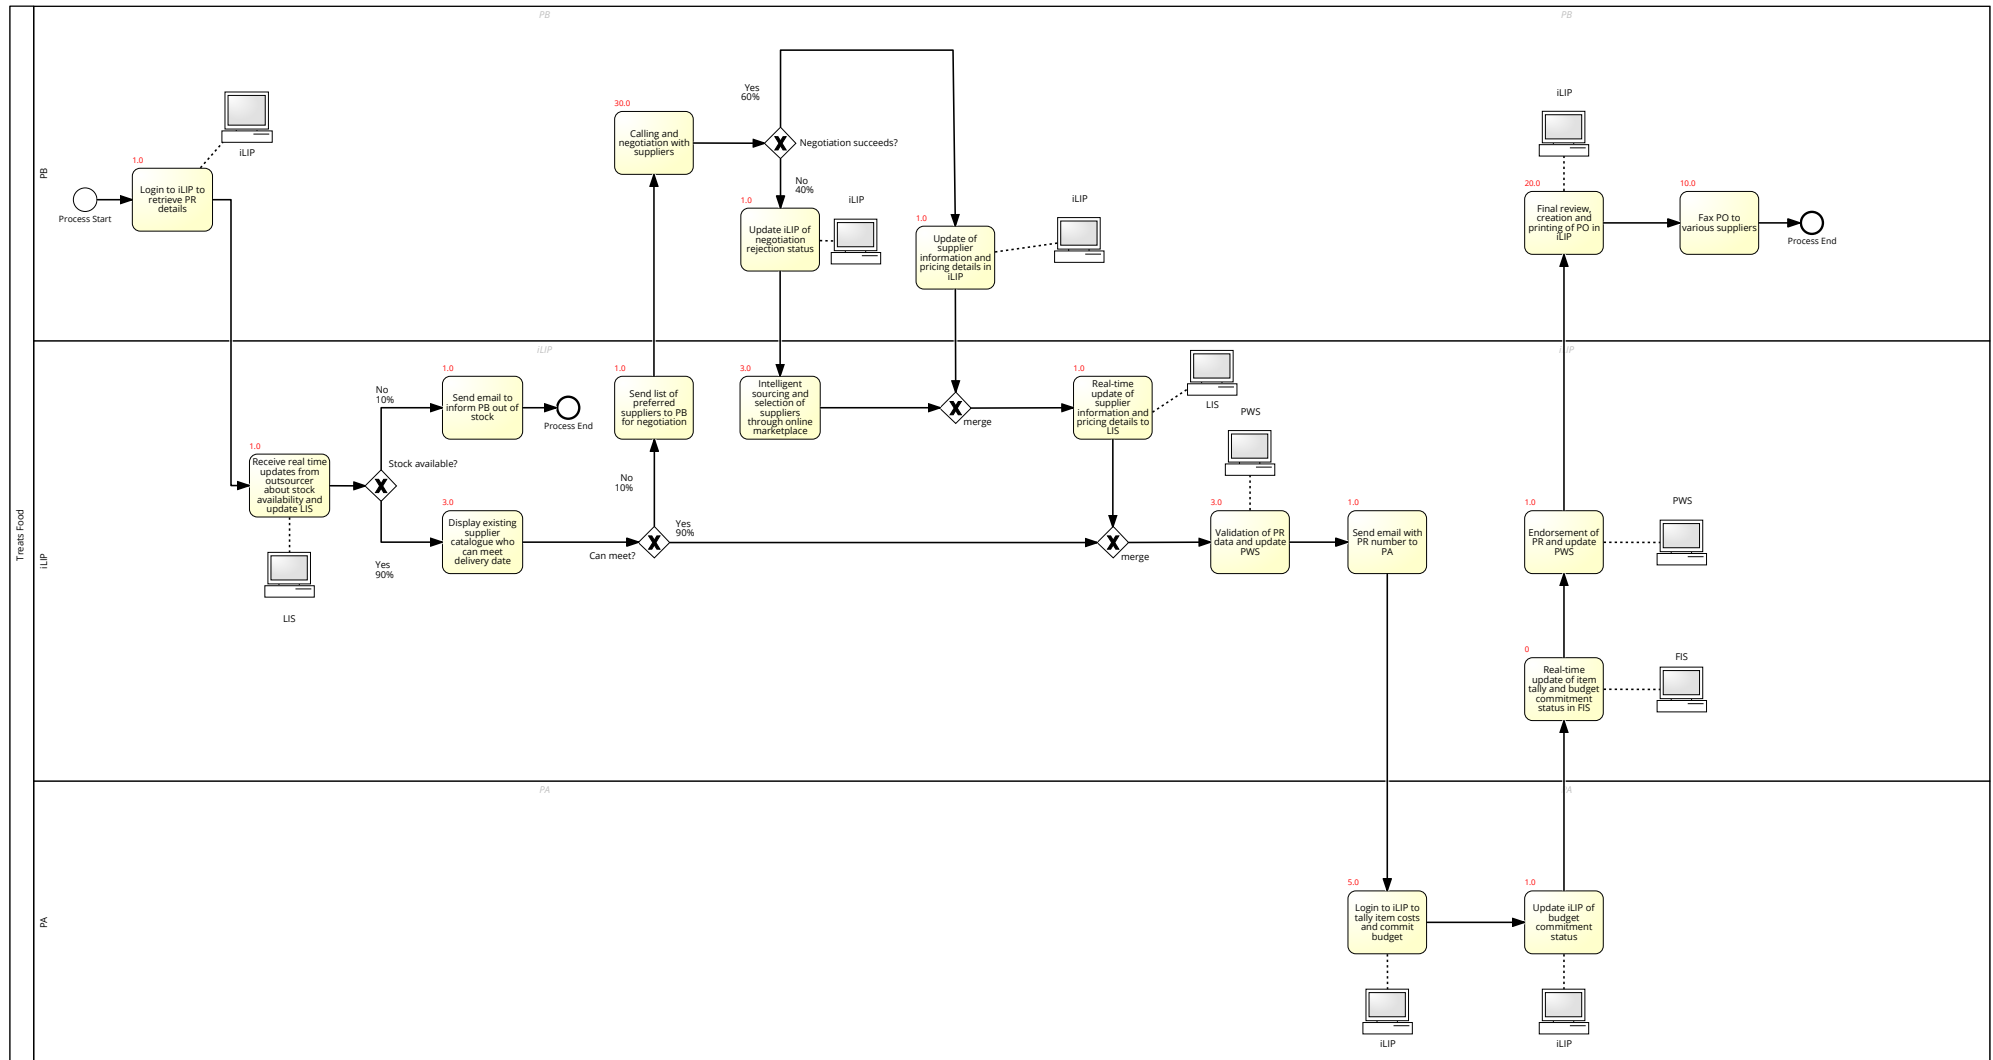 Treats Food
PB
PB
PB
Process Start
1.0
Login to iLIP to
retrieve PR
details
iLIP
30.0
Calling and
negotiation with
suppliers
Yes
60%
Negotiation succeeds?
No
40%
1.0
Update iLIP of
negotiation
rejection status
iLIP
1.0
Update of
supplier
information and
pricing details in
iLIP
iLIP
iLIP
20.0
Final review,
creation and
printing of PO in
iLIP
10.0
Fax PO to
various suppliers
Process End
iLIP
iLIP
iLIP
1.0
Receive real time
updates from
outsourcer
about stock
availability and
update LIS
LIS
Stock available?
No
10%
1.0
Send email to
inform PB out of
stock
Process End
Yes
90%
3.0
Display existing
supplier
catalogue who
can meet
delivery date
Can meet?
No
10%
Yes
90%
1.0
Send list of
preferred
suppliers to PB
for negotiation
3.0
Intelligent
sourcing and
selection of
suppliers
through online
marketplace
merge
1.0
Real-time
update of
supplier
information and
pricing details to
LIS
LIS
merge
PWS
3.0
Validation of PR
data and update
PWS
1.0
Send email with
PR number to
PA
1.0
Endorsement of
PR and update
PWS
PWS
0
Real-time
update of item
tally and budget
commitment
status in FIS
FIS
PA
PA
PA
5.0
Login to iLIP to
tally item costs
and commit
budget
iLIP
1.0
Update iLIP of
budget
commitment
status
iLIP